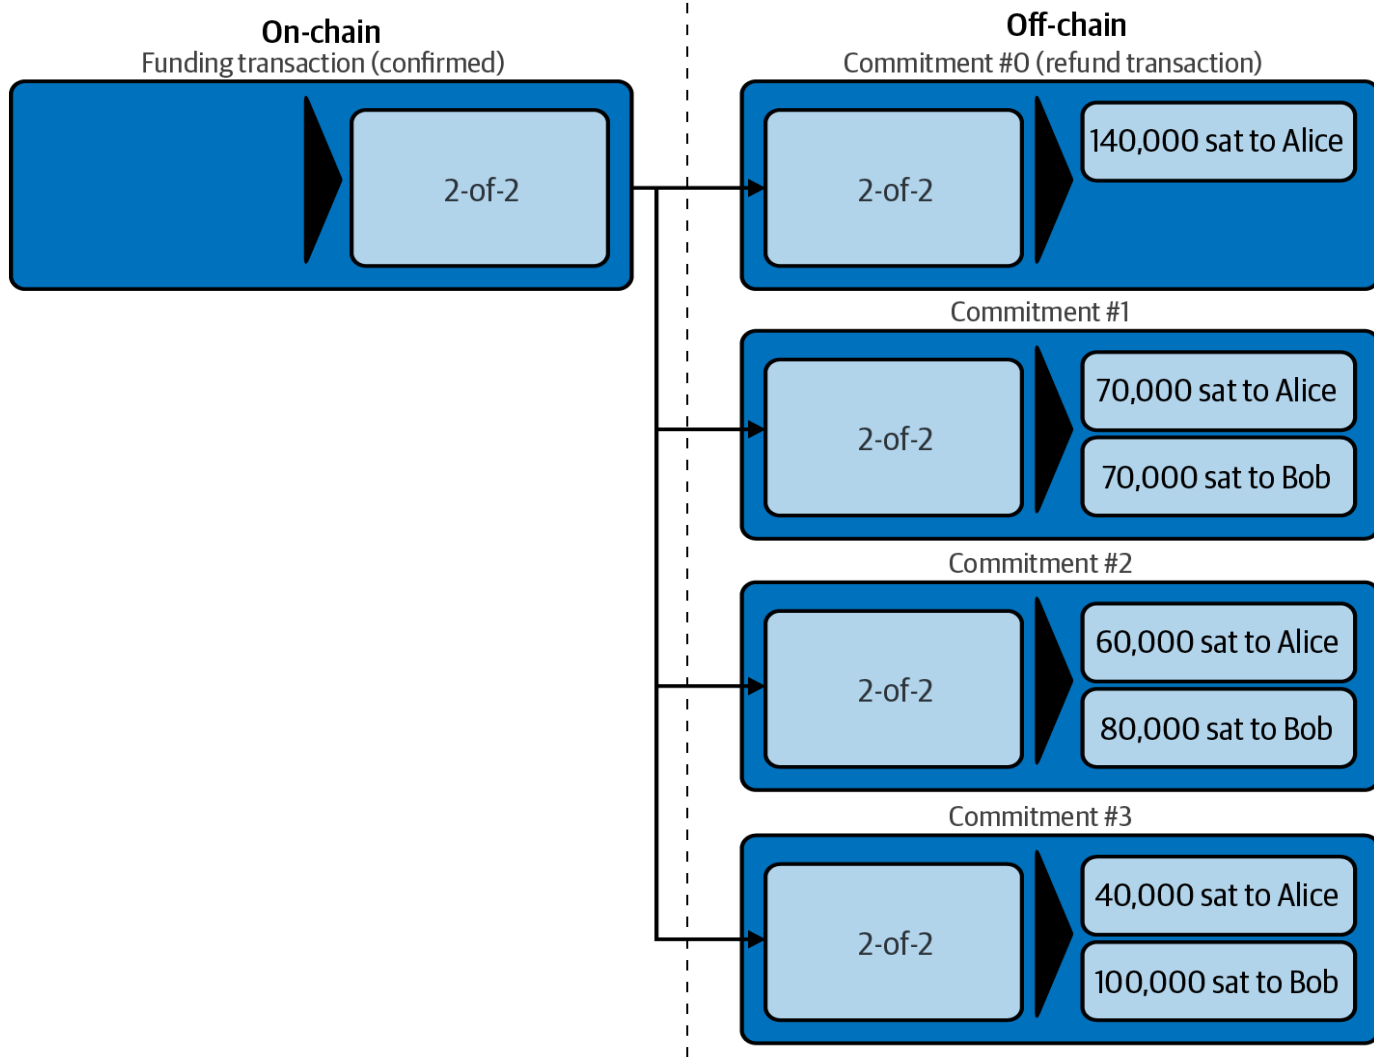 On-chain
Funding transaction (confirmed)
2-of-2
Off-chain
Commitment #0 (refund transaction)
2-of-2
140,000 sat to Alice
Commitment #1
2-of-2
70,000 sat to Alice
70,000 sat to Bob
Commitment #2
2-of-2
60,000 sat to Alice
80,000 sat to Bob
Commitment #3
2-of-2
40,000 sat to Alice
100,000 sat to Bob